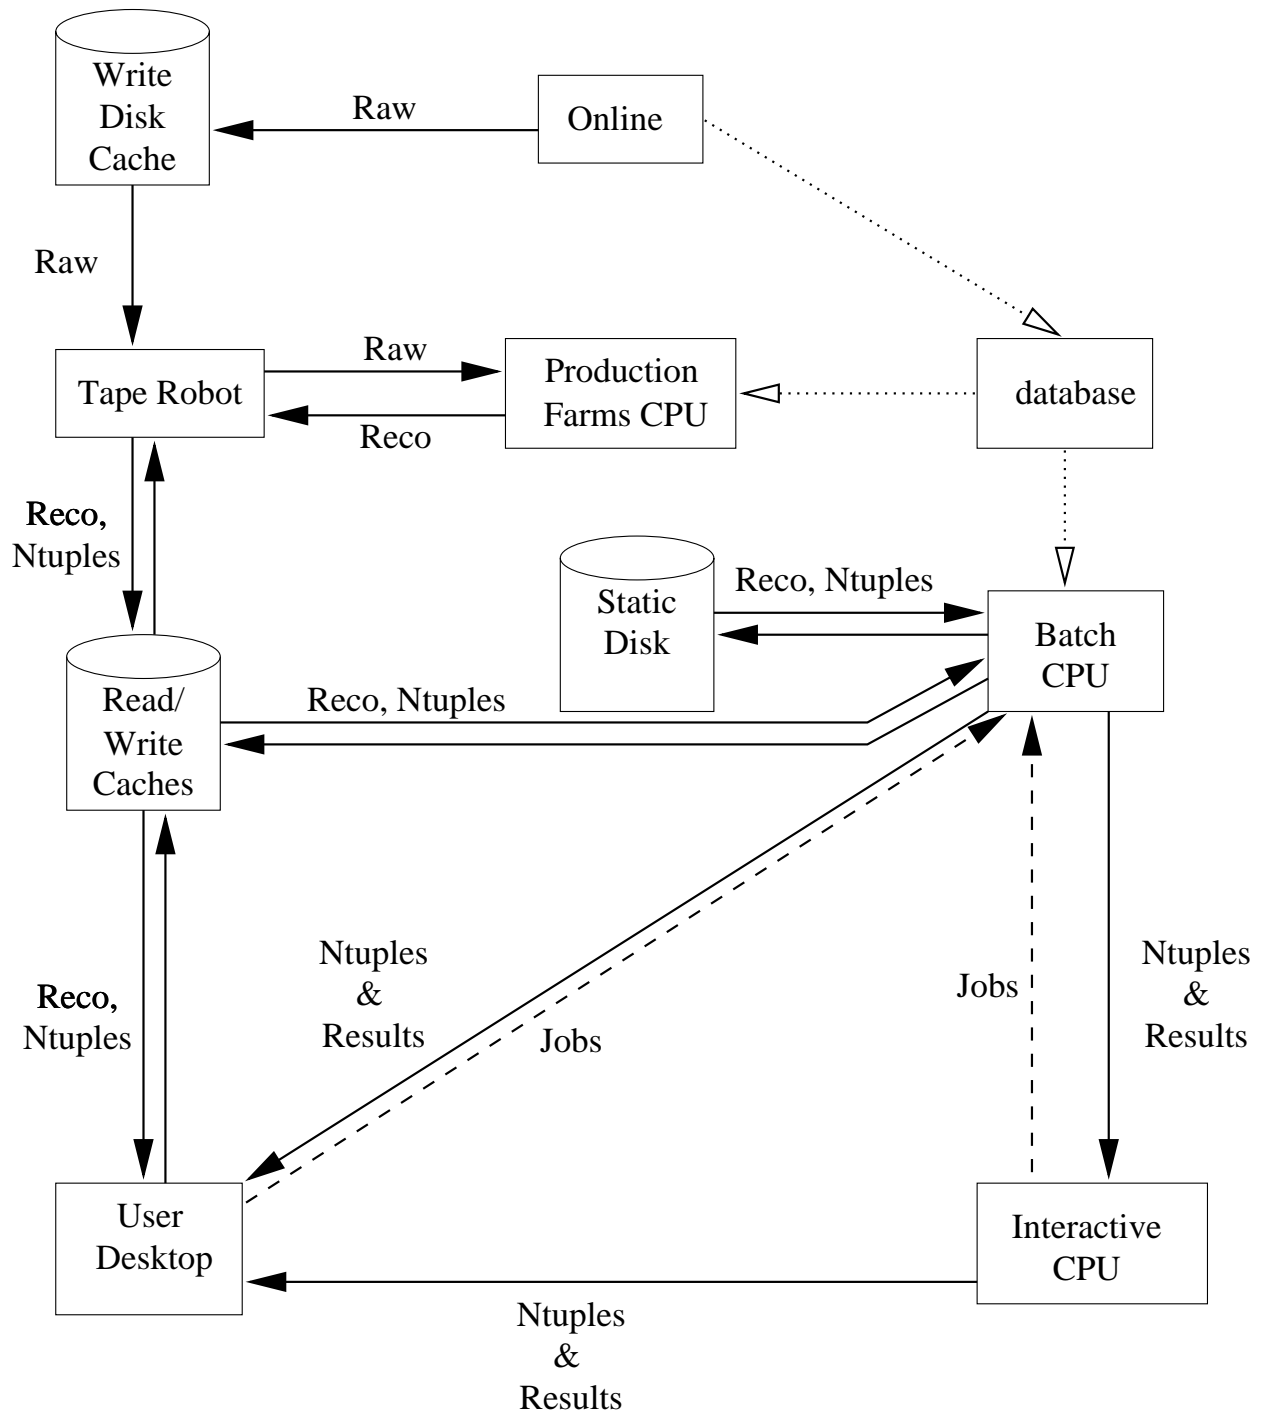 Write
Disk
Cache
Raw
Online
Raw
Tape Robot
Raw
Reco
Production
Farms CPU
database
Reco,
Ntuples
Static
Disk
Reco, Ntuples
Batch
CPU
Read/
Write
Caches
Reco, Ntuples
Reco,
Ntuples
Ntuples
&
Results
Jobs
Jobs
Ntuples
&
Results
User
Desktop
Interactive
CPU
Ntuples
&
Results